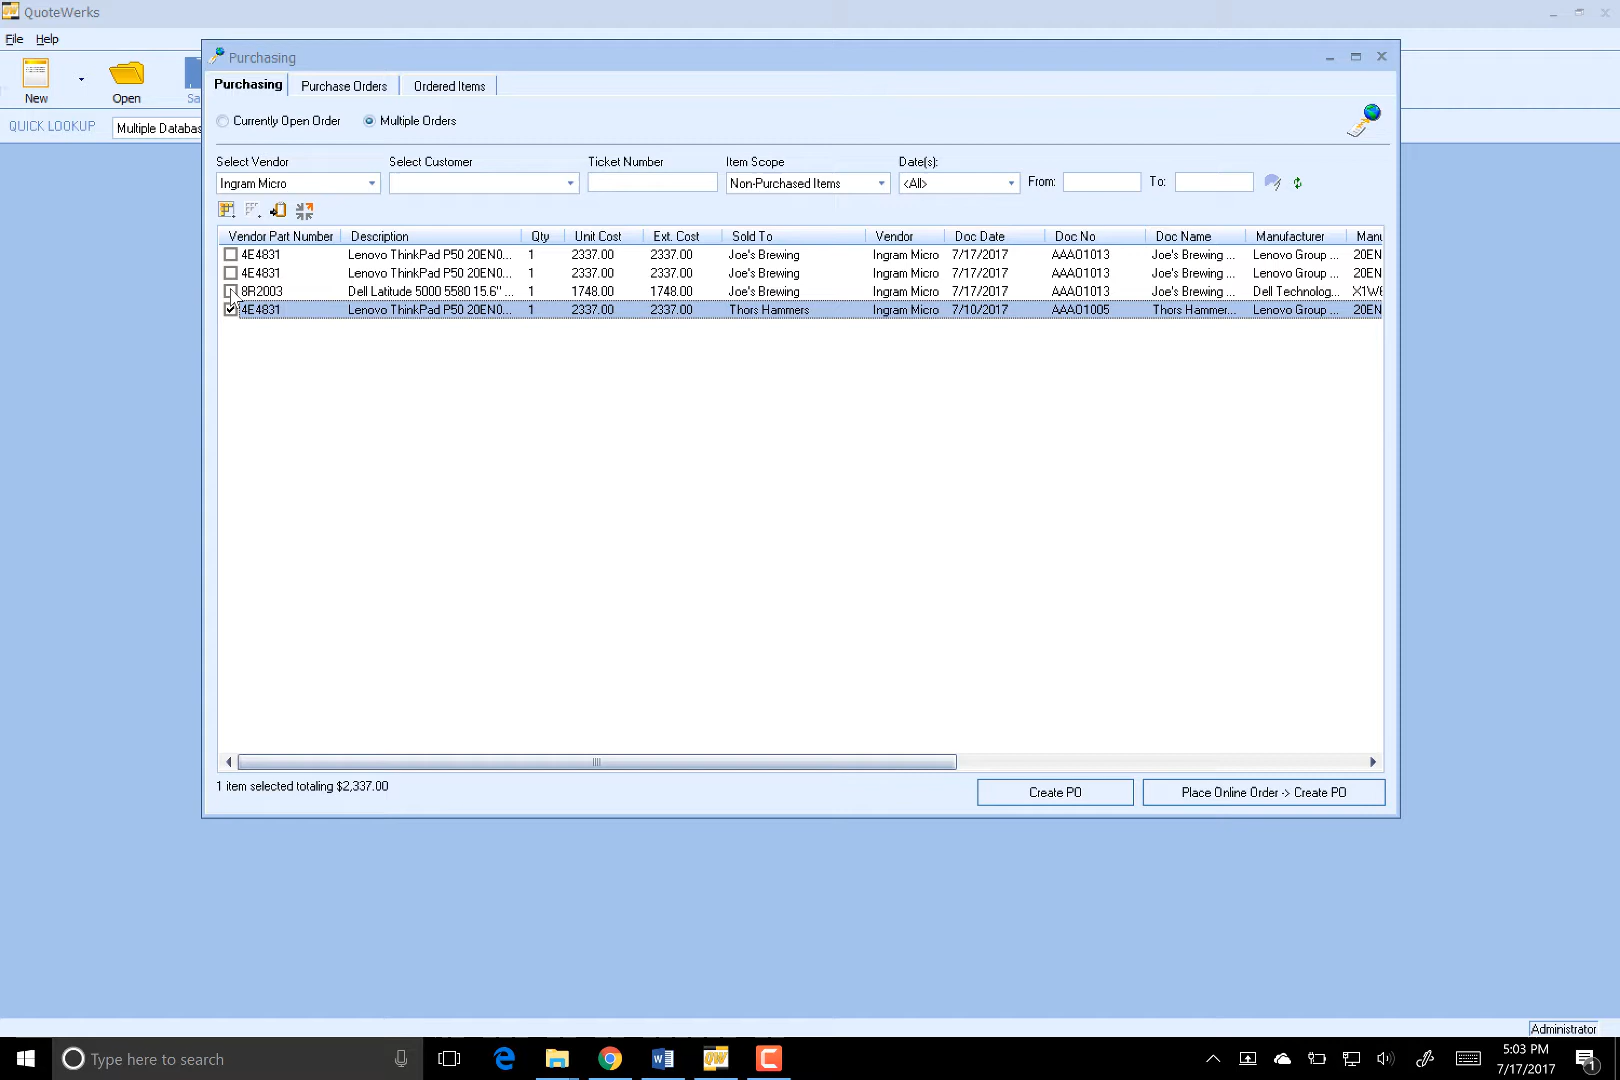 QuoteWerks
File Help
Purchasing
Purchasing Purchase Orders Ordered Items
New Open
QUICK LOOKUP Multiple Databas
Currently Open Order Multiple Orders
Select Vendor Select Customer Ticket Number Item Scope Date(s):
Ingram Micro Non-Purchased Items <All> From: To:
Vendor Part Number Description Qty Unit Cost Ext. Cost Sold To Vendor Doc Date Doc No Doc Name Manufacturer Manu
4E4831 Lenovo ThinkPad P50 20EN0... 1 2337.00 2337.00 Joe's Brewing Ingram Micro 7/17/2017 AAAO1013 Joe's Brewing ... Lenovo Group ... 20EN
4E4831 Lenovo ThinkPad P50 20EN0... 1 2337.00 2337.00 Joe's Brewing Ingram Micro 7/17/2017 AAAO1013 Joe's Brewing ... Lenovo Group ... 20EN
8R2003 Dell Latitude 5000 5580 15.6" ... 1 1748.00 1748.00 Joe's Brewing Ingram Micro 7/17/2017 AAAO1013 Joe's Brewing ... Dell Technolog...
4E4831 Lenovo ThinkPad P50 20EN0... 1 2337.00 2337.00 Thors Hammers Ingram Micro 7/10/2017 AAAO1005 Thors Hammer... Lenovo Group ... 20EN
1 item selected totaling $2,337.00
Create PO Place Online Order -> Create PO
Administrator
Type here to search
5:03 PM
7/17/2017
1